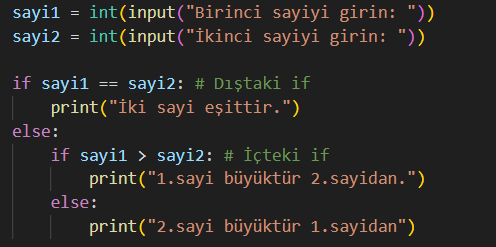 sayi1 = int(input("Birinci sayiyi girin: "))
sayi2 = int(input("İkinci sayiyi girin: "))

if sayi1 == sayi2: # Dıştaki if
    print("İki sayi eşittir.")
else:
    if sayi1 > sayi2: # İçteki if
        print("1.sayi büyüktür 2.sayidan.")
    else:
        print("2.sayi büyüktür 1.sayidan")